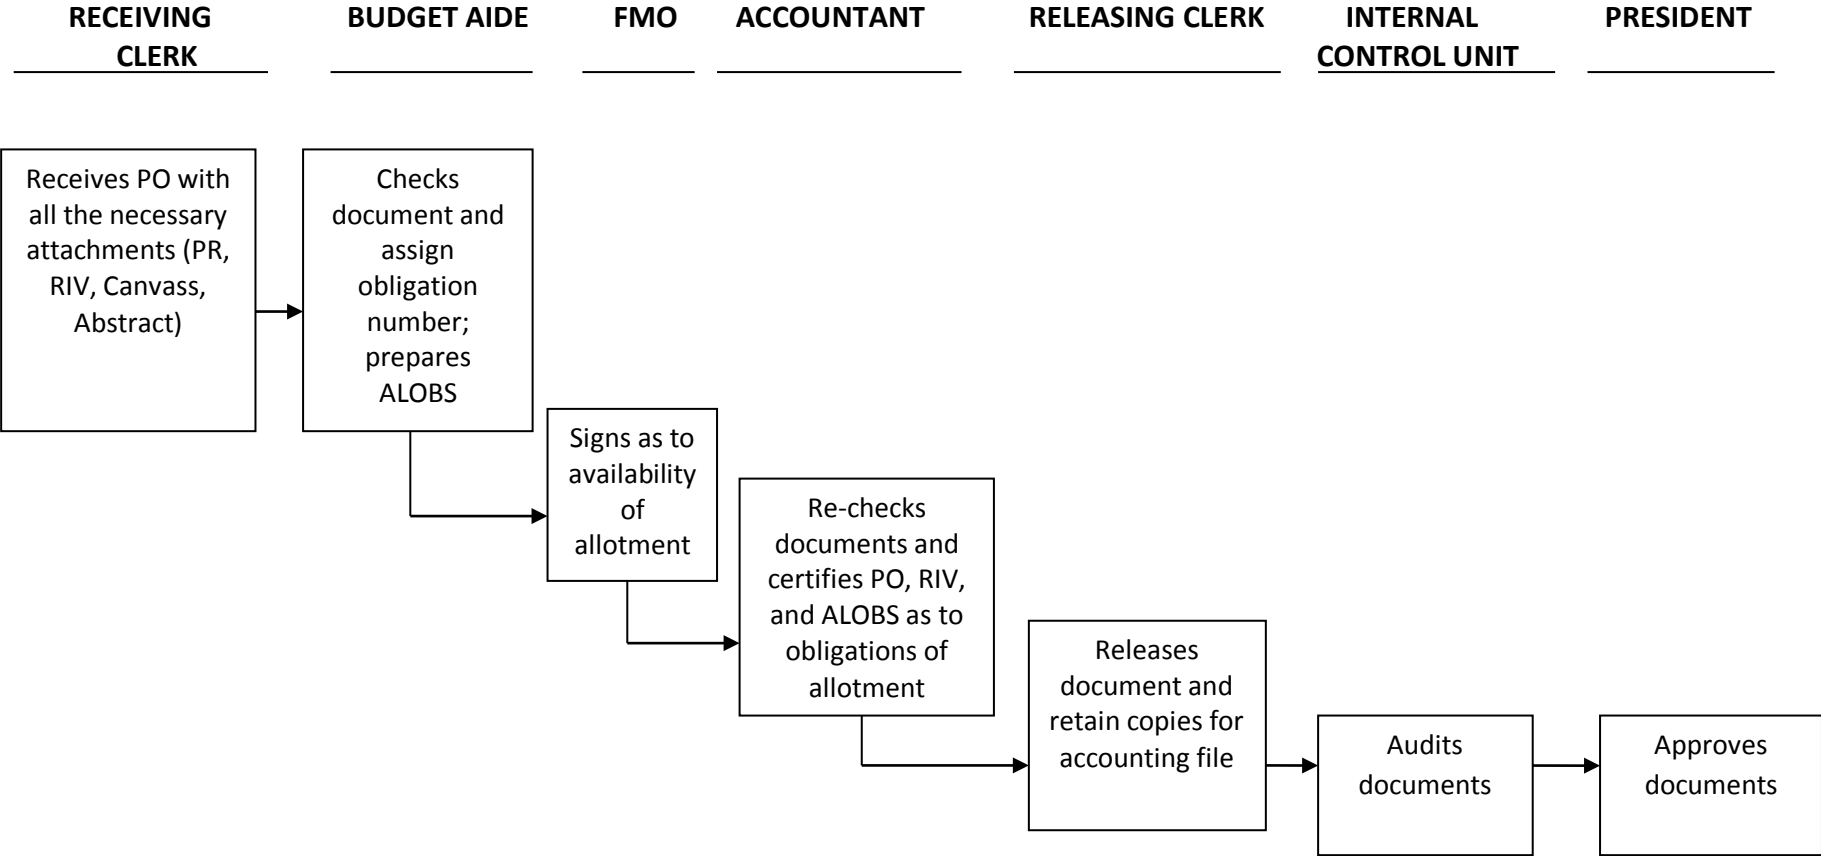 RECEIVING
CLERK
BUDGET AIDE
FMO
ACCOUNTANT
RELEASING CLERK
INTERNAL
CONTROL UNIT
PRESIDENT
Receives PO with
all the necessary
attachments (PR,
RIV, Canvass,
Abstract)
Checks
document and
assign
obligation
number;
prepares
ALOBS
Signs as to
availability
of
allotment
Re-checks
documents and
certifies PO, RIV,
and ALOBS as to
obligations of
allotment
Releases
document and
retain copies for
accounting file
Audits
documents
Approves
documents